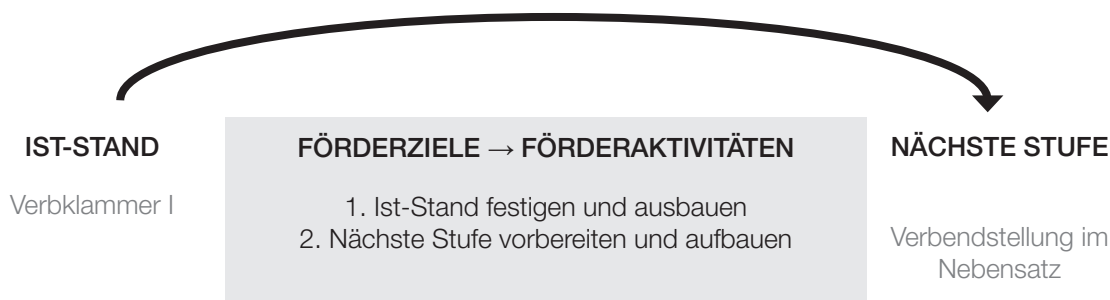 IST-STAND
Verbklammer I
FÖRDERZIELE → FÖRDERAKTIVITÄTEN
1. Ist-Stand festigen und ausbauen
2. Nächste Stufe vorbereiten und aufbauen
NÄCHSTE STUFE
Verbendstellung im
Nebensatz